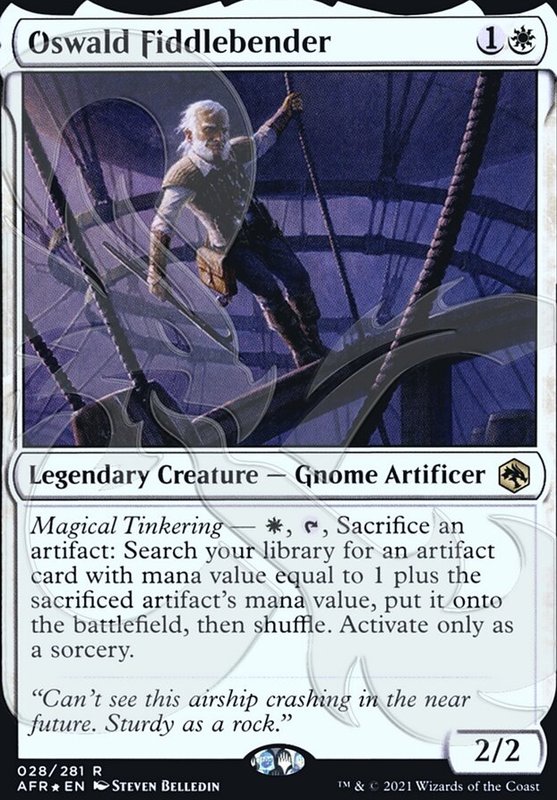 Oswald Fiddlebender 1
Legendary Creature — Gnome Artificer
Magical Tinkering — , , Sacrifice an
artifact: Search your library for an artifact
card with mana value equal to 1 plus the
sacrificed artifact's mana value, put it onto
the battlefield, then shuffle. Activate only as
a sorcery.
“Can't see this airship crashing in the near
future. Sturdy as a rock.”
2/2
028/281 R
AFR★EN Steven Belledin
™ & © 2021 Wizards of the Coast